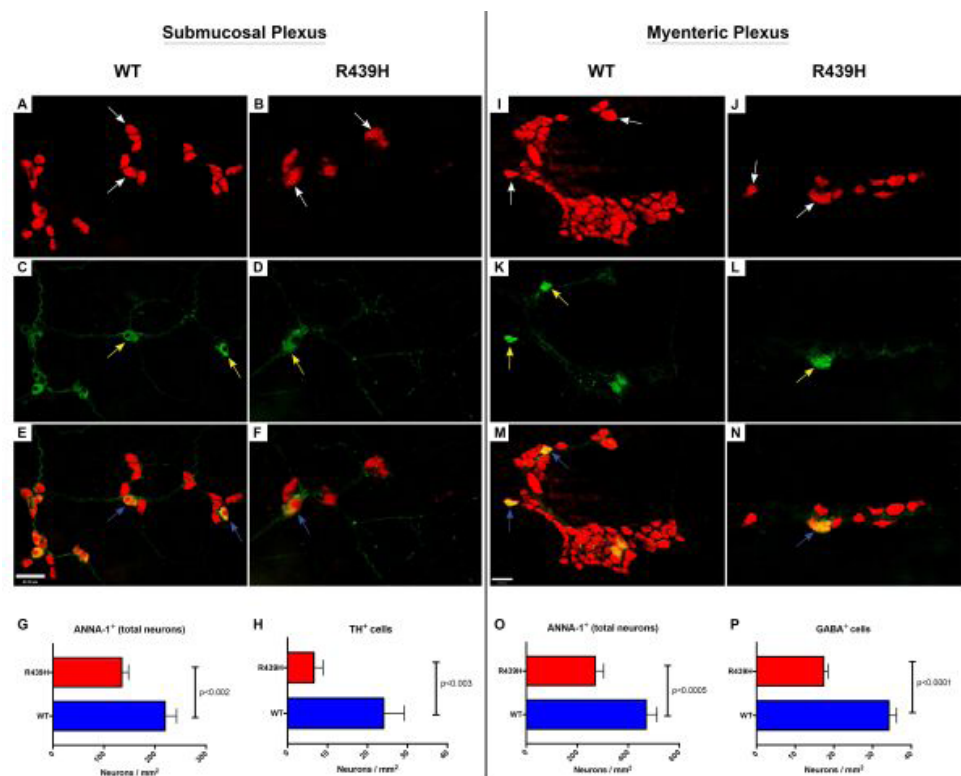 Submucosal Plexus
Myenteric Plexus
WT
R439H
WT
R439H
A
B
I
J
C
D
K
L
E
F
M
N
G
ANNA-1⁺ (total neurons)
R439H
WT
p<0.002
0
100
200
300
Neurons / mm²
H
TH⁺ cells
R439H
WT
p<0.003
0
10
20
30
40
Neurons / mm²
O
ANNA-1⁺ (total neurons)
R439H
WT
p<0.0005
0
200
400
600
Neurons / mm²
P
GABA⁺ cells
R439H
WT
p<0.0001
0
10
20
30
40
Neurons / mm²